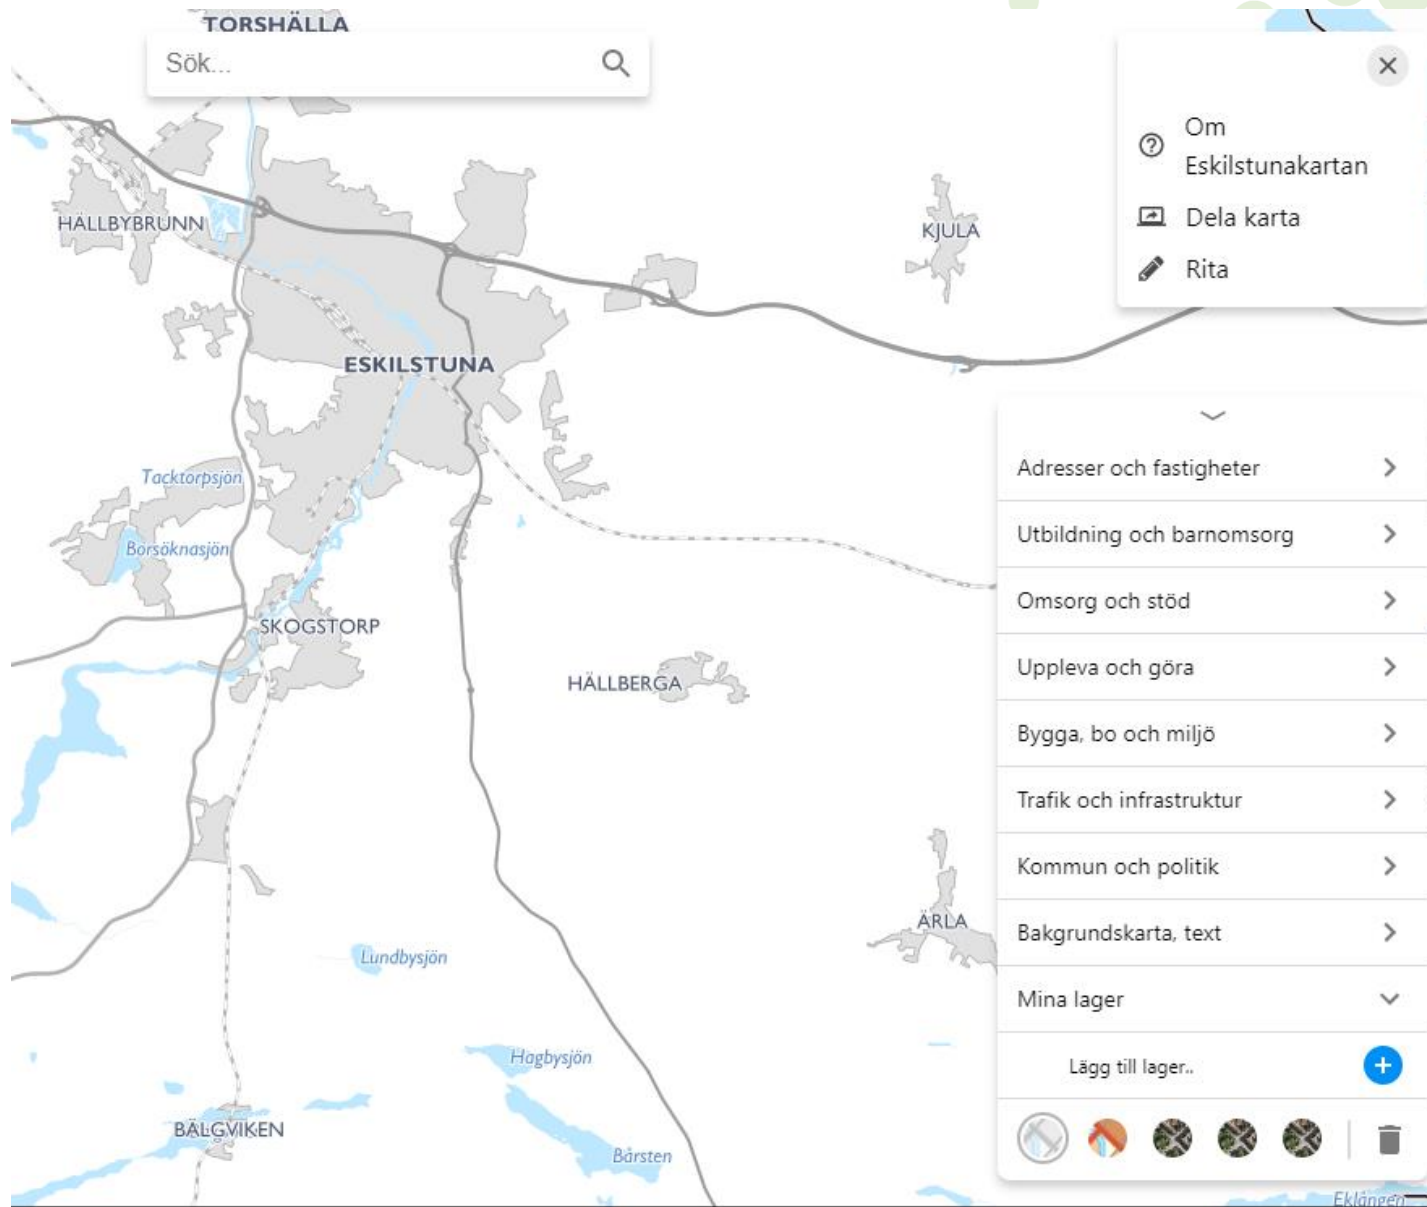 TORSHÄLLA
Sök...
Om
Eskilstunakartan
Dela karta
Rita
HÄLLBYBRUNN
KJULA
ESKILSTUNA
Tacktorpsjön
Borsöknasjön
SKOGSTORP
HÄLLBERGA
ÄRLA
Lundbysjön
Hagbysjön
BÄLGVIKEN
Bårsten
Adresser och fastigheter
Utbildning och barnomsorg
Omsorg och stöd
Uppleva och göra
Bygga, bo och miljö
Trafik och infrastruktur
Kommun och politik
Bakgrundskarta, text
Mina lager
Lägg till lager..
Eklången